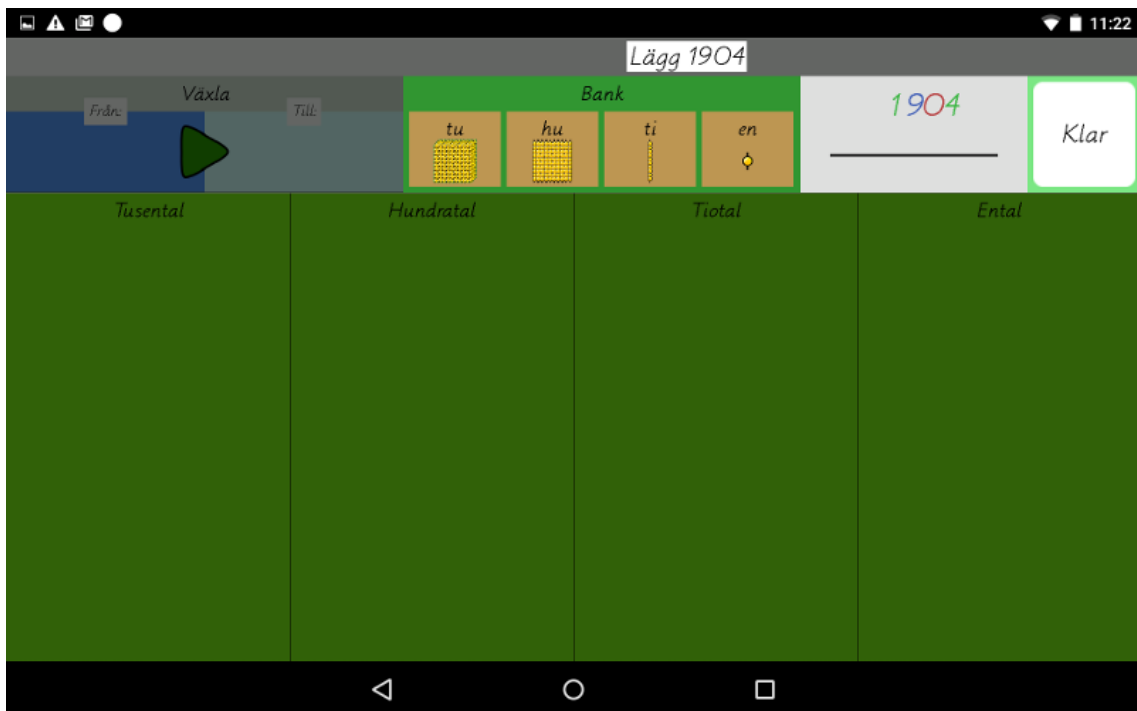 11:22
Lägg 1904
Växla
Från:
Till:
Bank
tu
hu
ti
en
1904
Klar
Tusental
Hundratal
Tiotal
Ental